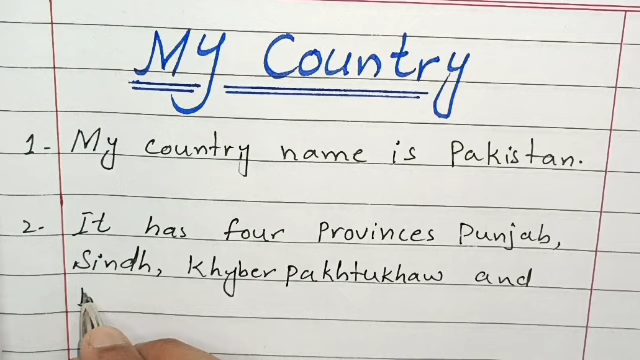 My Country
1- My country name is Pakistan.
2- It has four provinces Punjab,
Sindh, Khyber pakhtukhaw and